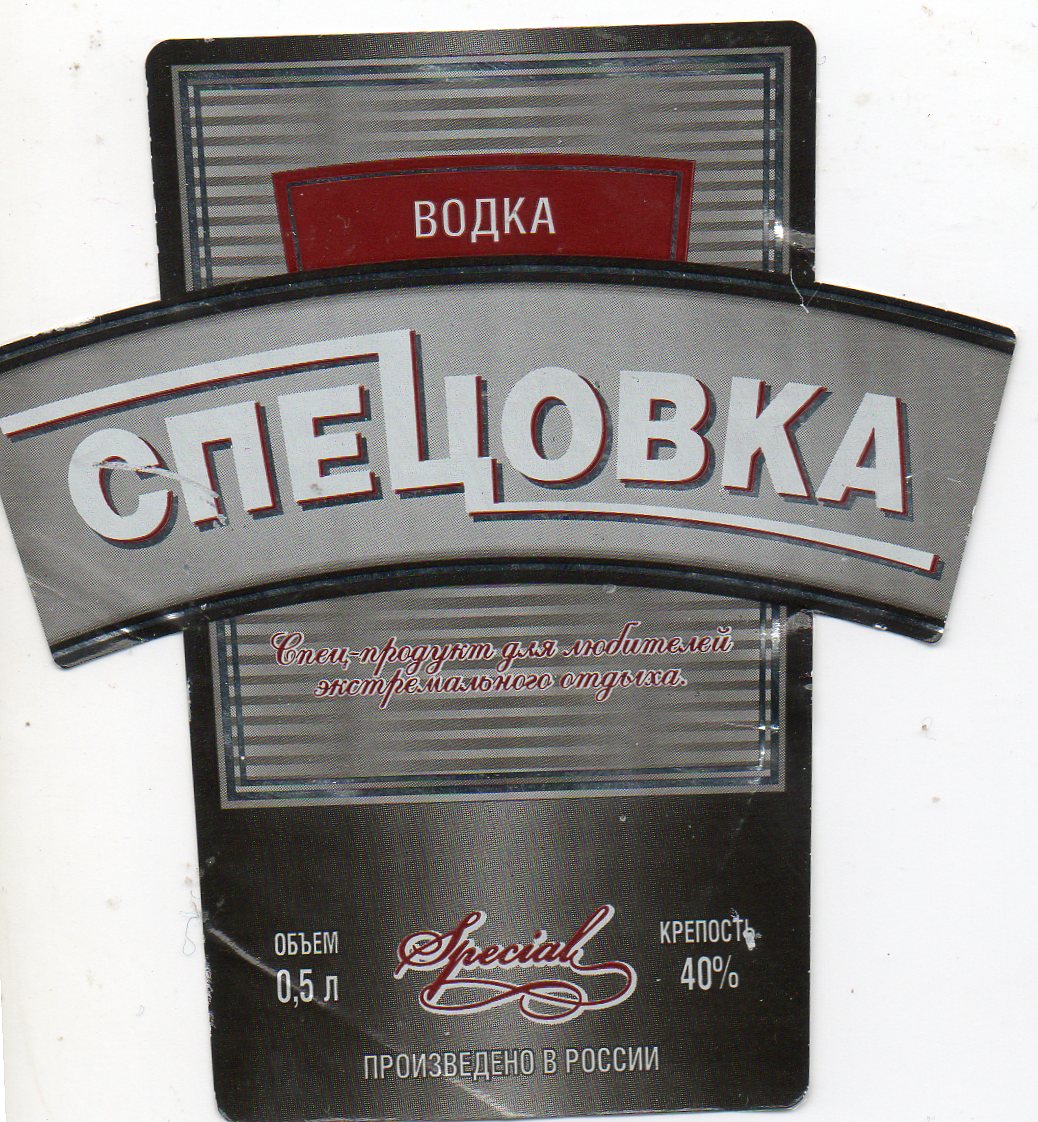 ВОДКА
СПЕЦОВКА
Спец-продукт для любителей
экстремального отдыха.
ОБЪЕМ
0,5 л
Special
КРЕПОСТЬ
40%
ПРОИЗВЕДЕНО В РОССИИ